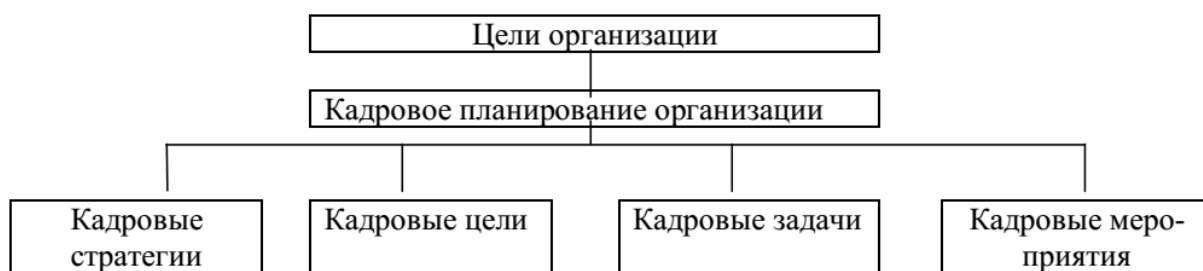 Цели организации
Кадровое планирование организации
Кадровые
стратегии
Кадровые цели
Кадровые задачи
Кадровые меро-
приятия